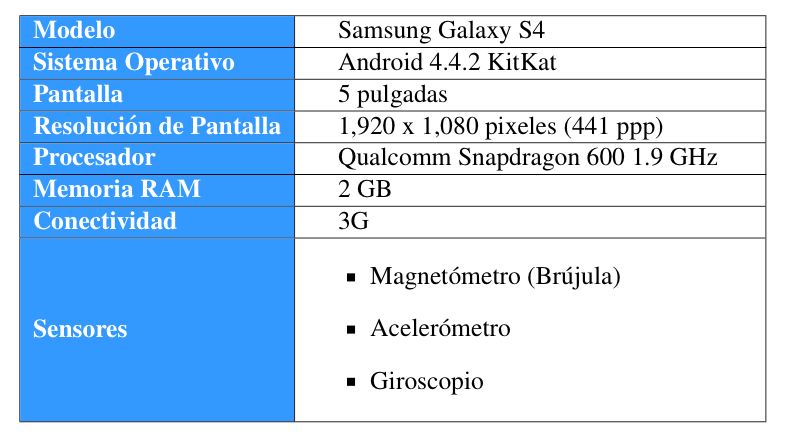 Modelo Samsung Galaxy S4
Sistema Operativo Android 4.4.2 KitKat
Pantalla 5 pulgadas
Resolución de Pantalla 1,920 x 1,080 pixeles (441 ppp)
Procesador Qualcomm Snapdragon 600 1.9 GHz
Memoria RAM 2 GB
Conectividad 3G
Sensores
▪ Magnetómetro (Brújula)
▪ Acelerómetro
▪ Giroscopio